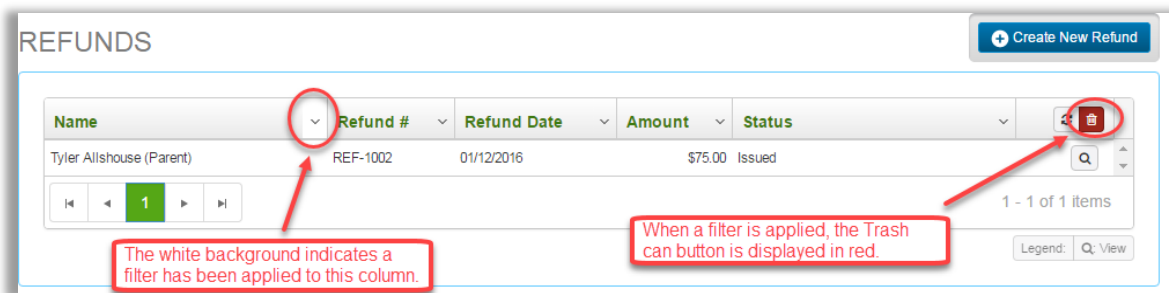 REFUNDS
Create New Refund
Name Refund # Refund Date Amount Status
Tyler Allshouse (Parent) REF-1002 01/12/2016 $75.00 Issued
1
1 - 1 of 1 items
The white background indicates a
filter has been applied to this column.
When a filter is applied, the Trash
can button is displayed in red.
Legend: Q: View